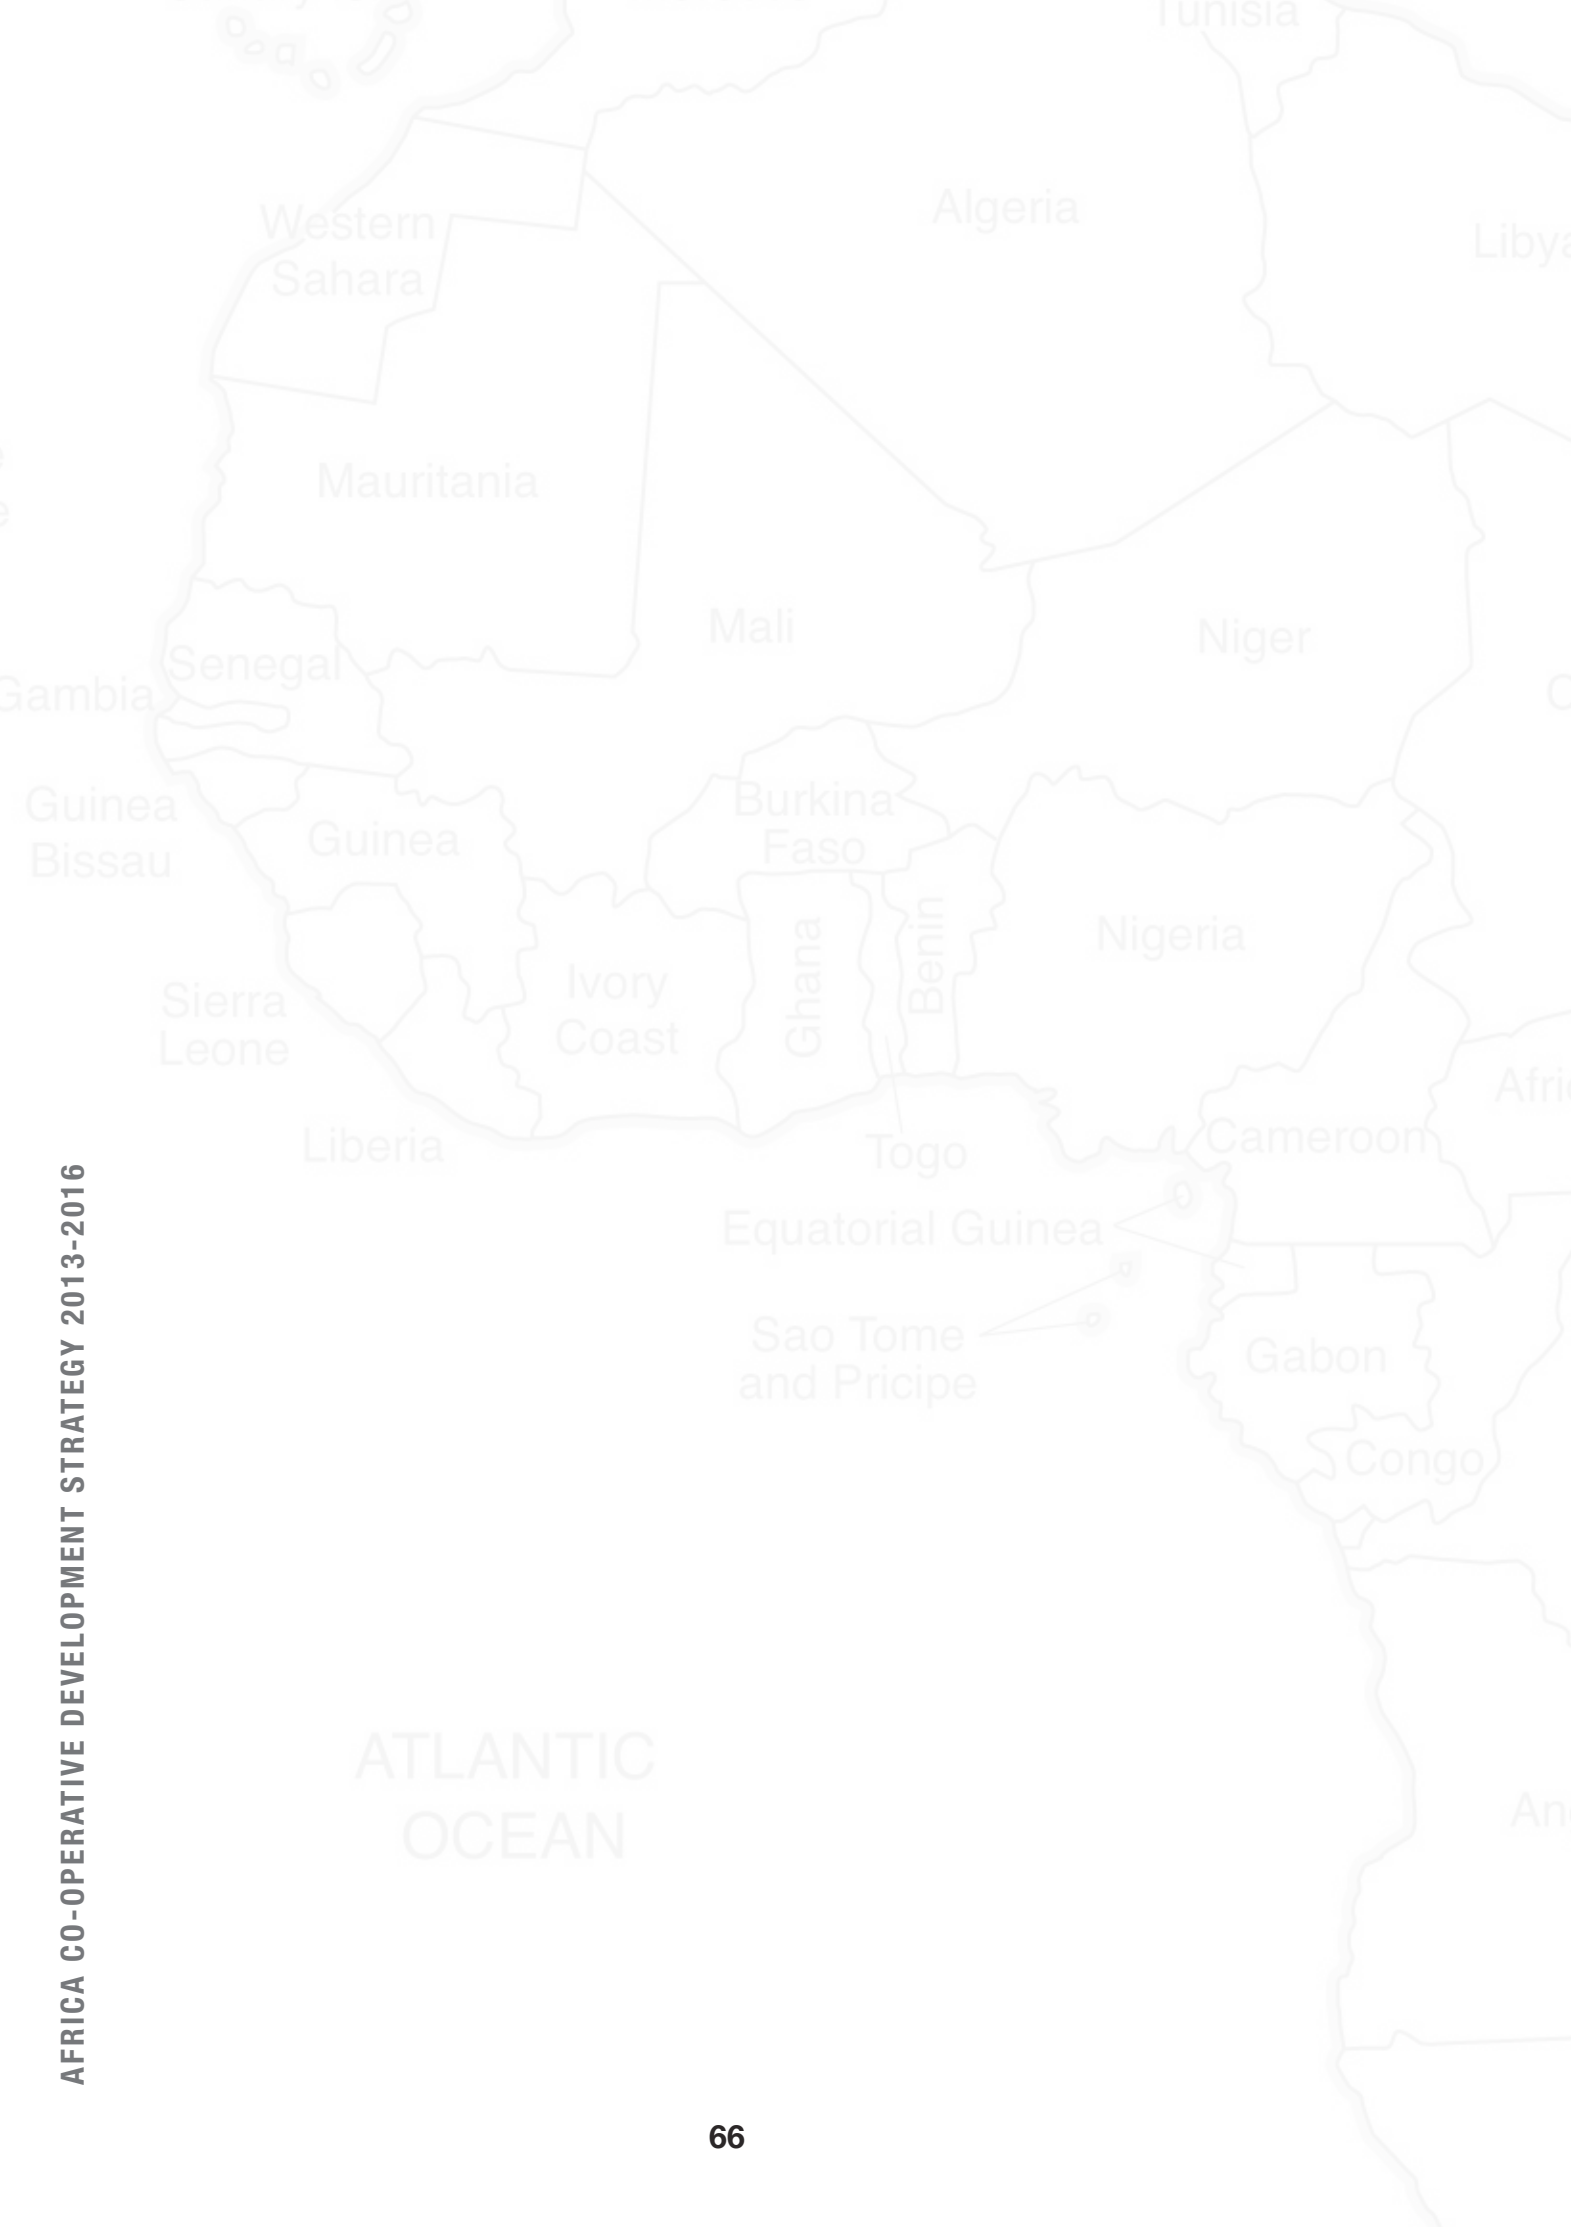 Tunisia
Algeria
Western
Sahara
Mauritania
Mali
Niger
Senegal
Gambia
Burkina
Faso
Guinea
Bissau
Guinea
Nigeria
Ghana
Benin
Ivory
Coast
Sierra
Leone
Liberia
Togo
Cameroon
Equatorial Guinea
Sao Tome
and Pricipe
Gabon
Congo
ATLANTIC
OCEAN
Libya
AFRICA CO-OPERATIVE DEVELOPMENT STRATEGY 2013-2016
66